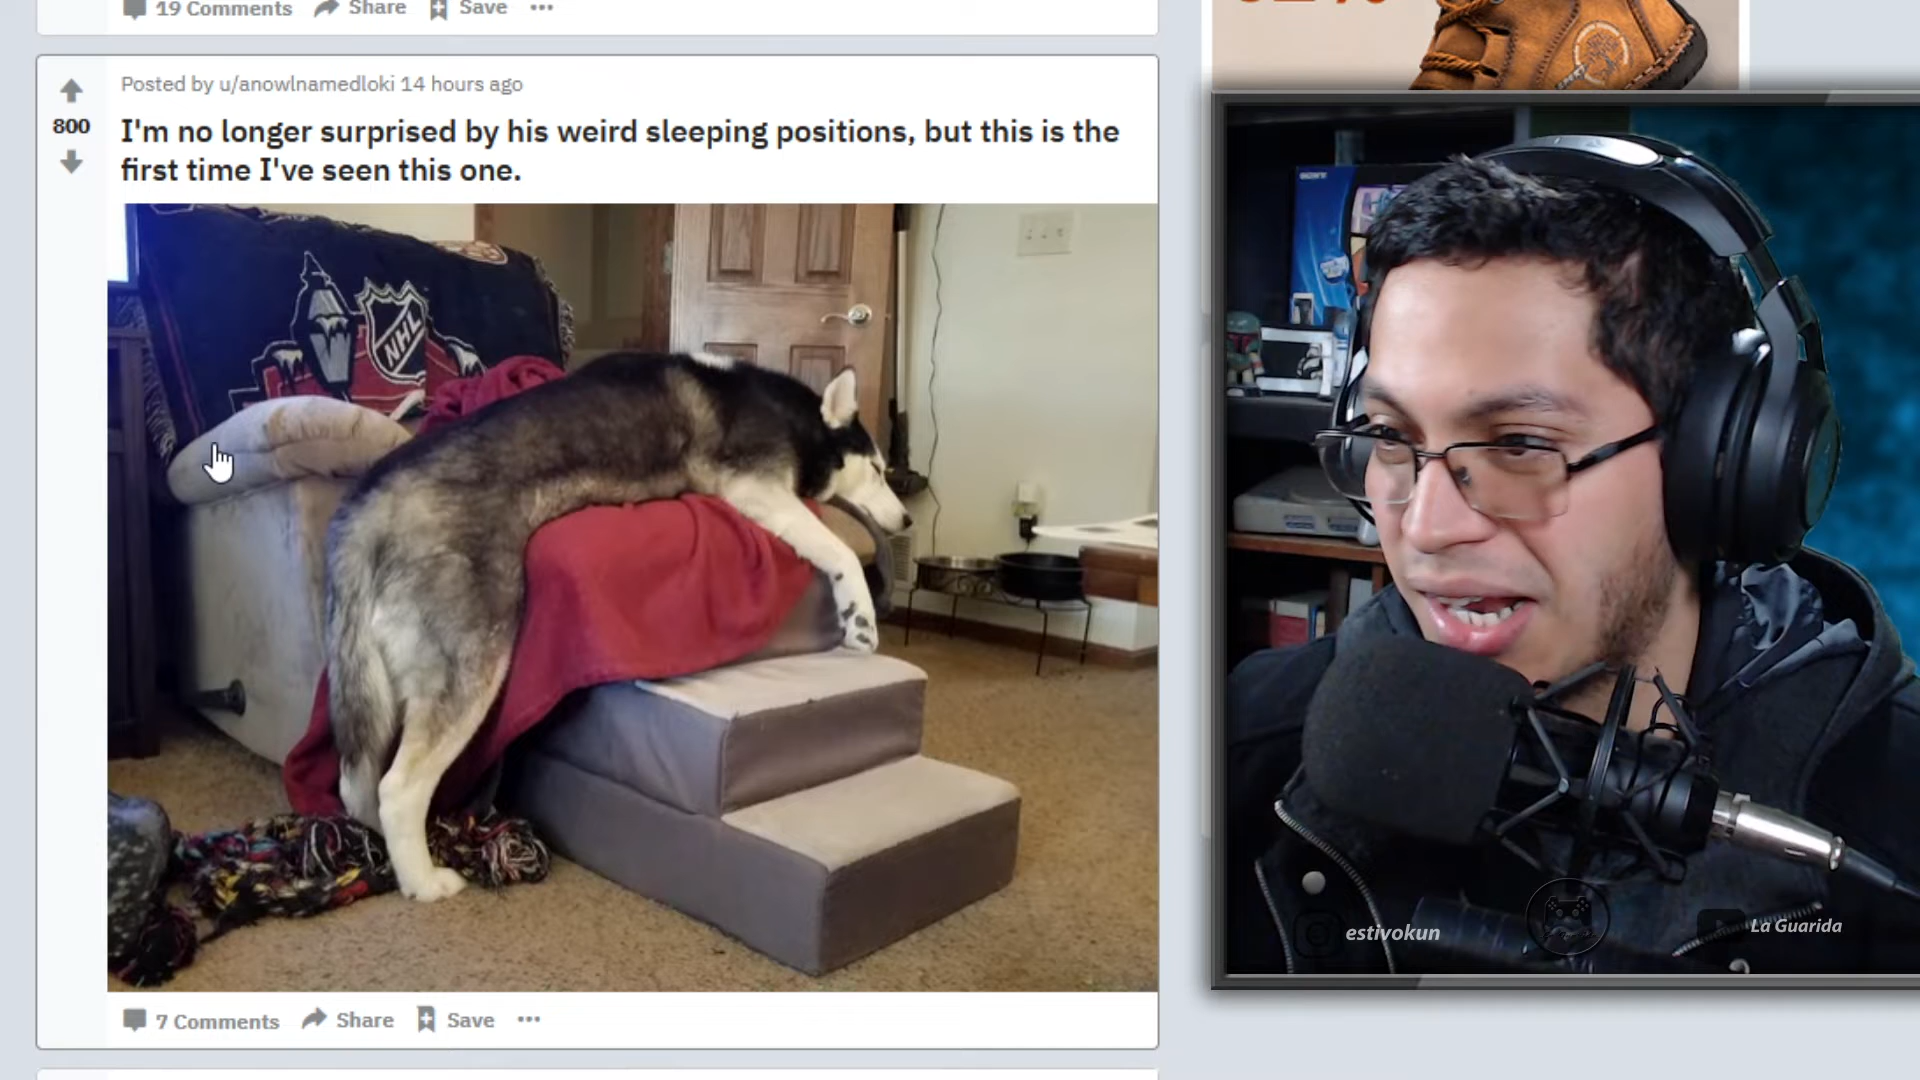 19 Comments Share Save
Posted by u/anowlnamedloki 14 hours ago
800
I'm no longer surprised by his weird sleeping positions, but this is the
first time I've seen this one.
NHL
SONY
estivokun
La Guarida
7 Comments Share Save